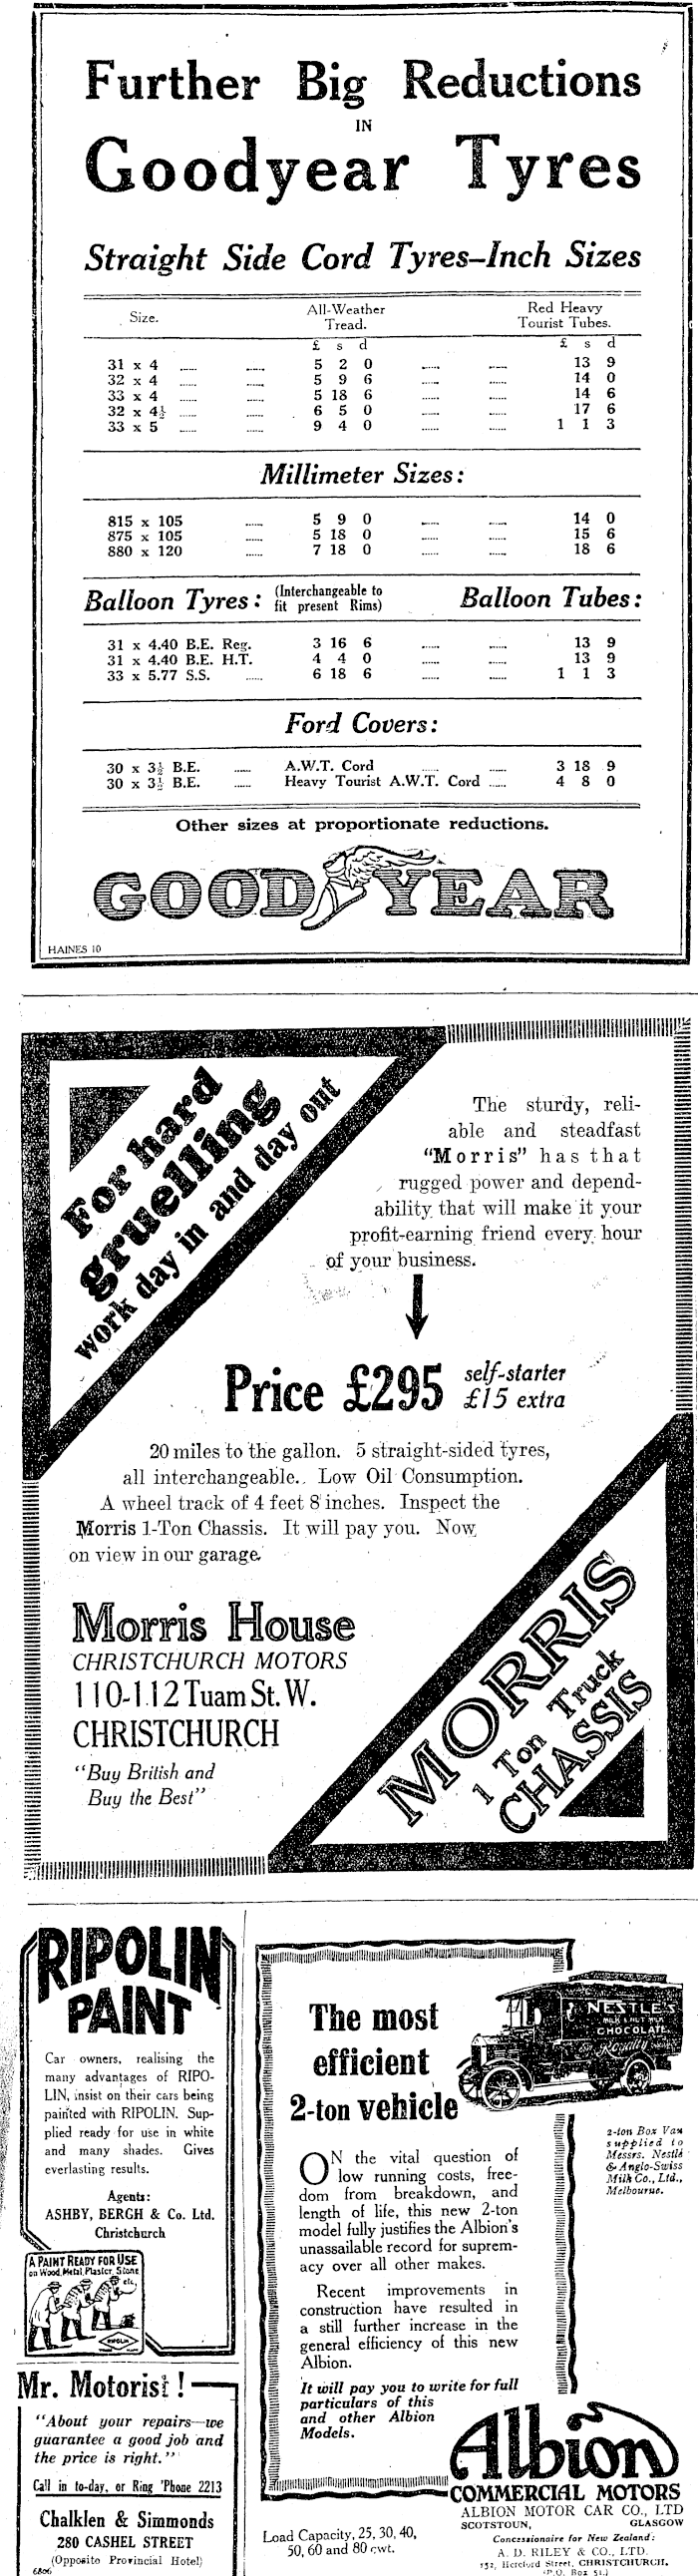 Further Big Reductions
IN
Goodyear Tyres
Straight Side Cord Tyres–Inch Sizes
Size. All-Weather Tread. Red Heavy Tourist Tubes.
£ s d £ s d
31 x 4 ...... ...... 5 2 0 ...... ...... 13 9
32 x 4 ...... ...... 5 9 6 ...... ...... 14 0
33 x 4 ...... ...... 5 18 6 ...... ...... 14 6
32 x 4½ ...... ...... 6 5 0 ...... ...... 17 6
33 x 5 ...... ...... 9 4 0 ...... ...... 1 1 3
Millimeter Sizes:
815 x 105 ...... 5 9 0 ...... ...... 14 0
875 x 105 ...... 5 18 0 ...... ...... 15 6
880 x 120 ...... 7 18 0 ...... ...... 18 6
Balloon Tyres: (Interchangeable to fit present Rims) Balloon Tubes:
31 x 4.40 B.E. Reg. 3 16 6 ...... ...... 13 9
31 x 4.40 B.E. H.T. 4 4 0 ...... ...... 13 9
33 x 5.77 S.S. ...... 6 18 6 ...... ...... 1 1 3
Ford Covers:
30 x 3½ B.E. ...... A.W.T. Cord ...... ...... 3 18 9
30 x 3½ B.E. ...... Heavy Tourist A.W.T. Cord ...... 4 8 0
Other sizes at proportionate reductions.
GOODYEAR
HAINES 10
For hard
gruelling
work day in and day out
The sturdy, reli-
able and steadfast
"Morris" has that
rugged power and depend-
ability that will make it your
profit-earning friend every hour
of your business.
Price £295 self-starter
£15 extra
20 miles to the gallon. 5 straight-sided tyres,
all interchangeable. Low Oil Consumption.
A wheel track of 4 feet 8 inches. Inspect the
Morris 1-Ton Chassis. It will pay you. Now
on view in our garage.
Morris House
CHRISTCHURCH MOTORS
110-112 Tuam St. W.
CHRISTCHURCH
"Buy British and
Buy the Best"
MORRIS
1 Ton Truck
CHASSIS
RIPOLIN
PAINT
Car owners, realising the
many advantages of RIPO-
LIN, insist on their cars being
painted with RIPOLIN. Sup-
plied ready for use in white
and many shades. Gives
everlasting results.
Agents:
ASHBY, BERGH & Co. Ltd.
Christchurch
A PAINT READY FOR USE
on Wood, Metal, Plaster, Stone
etc,
RIPOLIN
Mr. Motorist!
"About your repairs—we
guarantee a good job and
the price is right."
Call in to-day, or Ring 'Phone 2213
Chalklen & Simmonds
280 CASHEL STREET
(Opposite Provincial Hotel)
6806
The most
efficient
2-ton vehicle
NESTLÉS
CHOCOLATE
2-ton Box Van
supplied to
Messrs. Nestlé
& Anglo-Swiss
Milk Co., Ltd.,
Melbourne.
ON the vital question of
low running costs, free-
dom from breakdown, and
length of life, this new 2-ton
model fully justifies the Albion's
unassailable record for suprem-
acy over all other makes.
Recent improvements in
construction have resulted in
a still further increase in the
general efficiency of this new
Albion.
It will pay you to write for full
particulars of this
and other Albion
Models.
Albion
COMMERCIAL MOTORS
ALBION MOTOR CAR CO., LTD
SCOTSTOUN, GLASGOW
Concessionaire for New Zealand:
A. D. RILEY & CO., LTD.
152, Hereford Street, CHRISTCHURCH.
(P.O. Box 51.)
Load Capacity, 25, 30, 40,
50, 60 and 80 cwt.